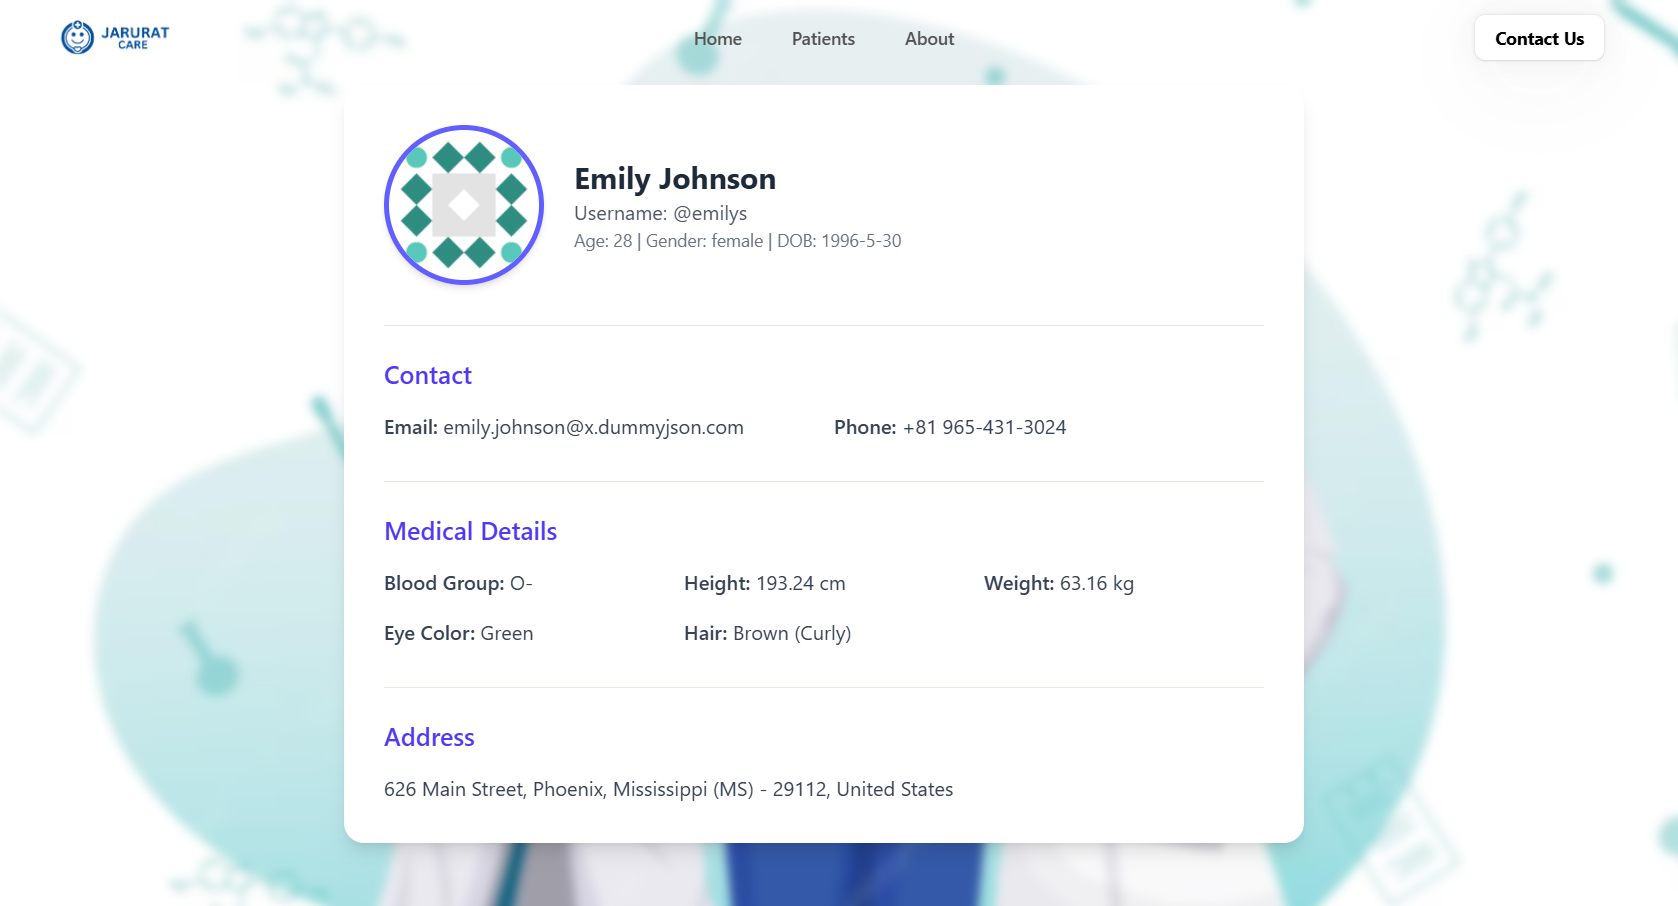 JARURAT
CARE
Home
Patients
About
Contact Us
Emily Johnson
Username: @emilys
Age: 28 | Gender: female | DOB: 1996-5-30
Contact
Email: emily.johnson@x.dummyjson.com
Phone: +81 965-431-3024
Medical Details
Blood Group: O-
Height: 193.24 cm
Weight: 63.16 kg
Eye Color: Green
Hair: Brown (Curly)
Address
626 Main Street, Phoenix, Mississippi (MS) - 29112, United States